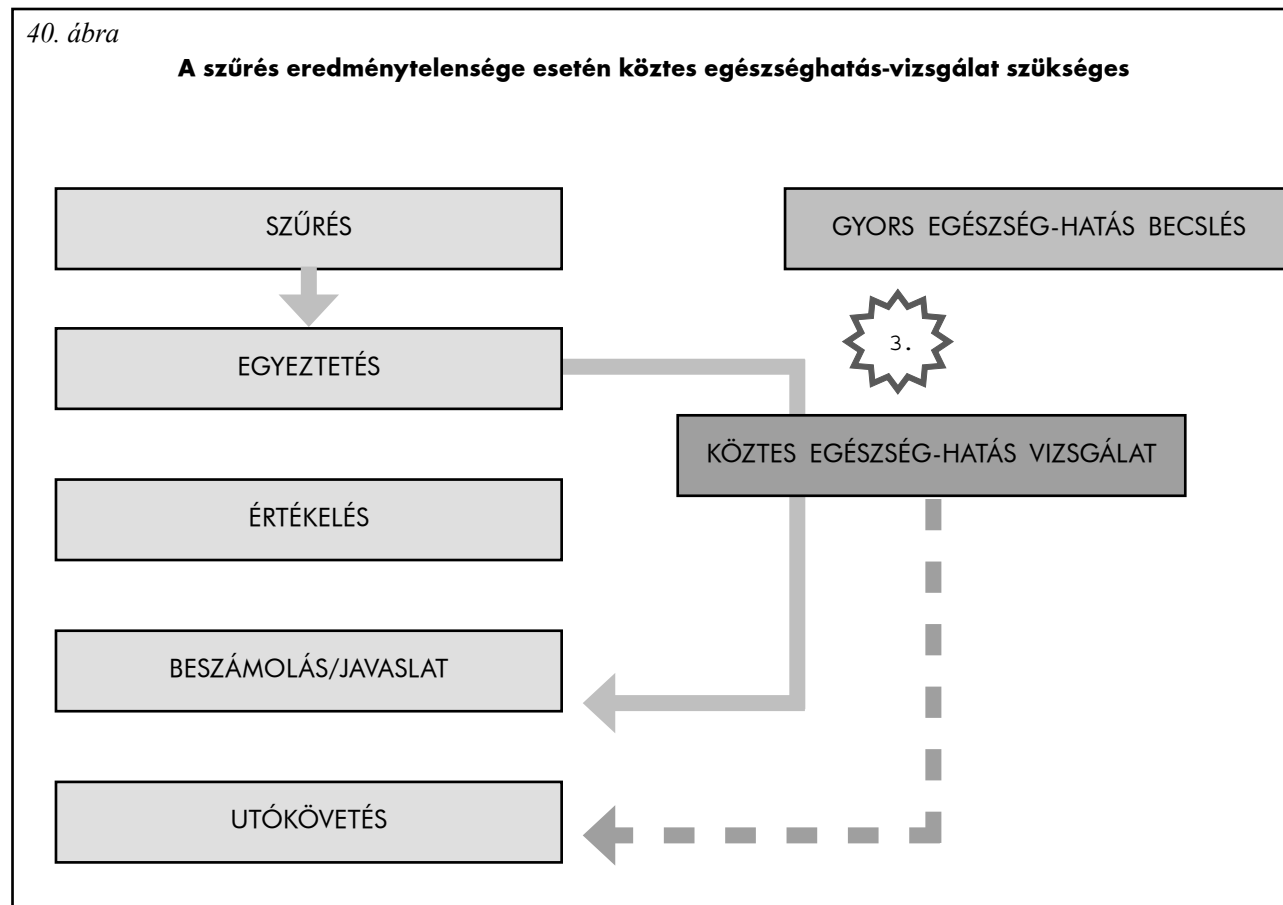 40. ábra
A szűrés eredménytelensége esetén köztes egészséghatás-vizsgálat szükséges
SZŰRÉS
GYORS EGÉSZSÉG-HATÁS BECSLÉS
3.
EGYEZTETÉS
KÖZTES EGÉSZSÉG-HATÁS VIZSGÁLAT
ÉRTÉKELÉS
BESZÁMOLÁS/JAVASLAT
UTÓKÖVETÉS